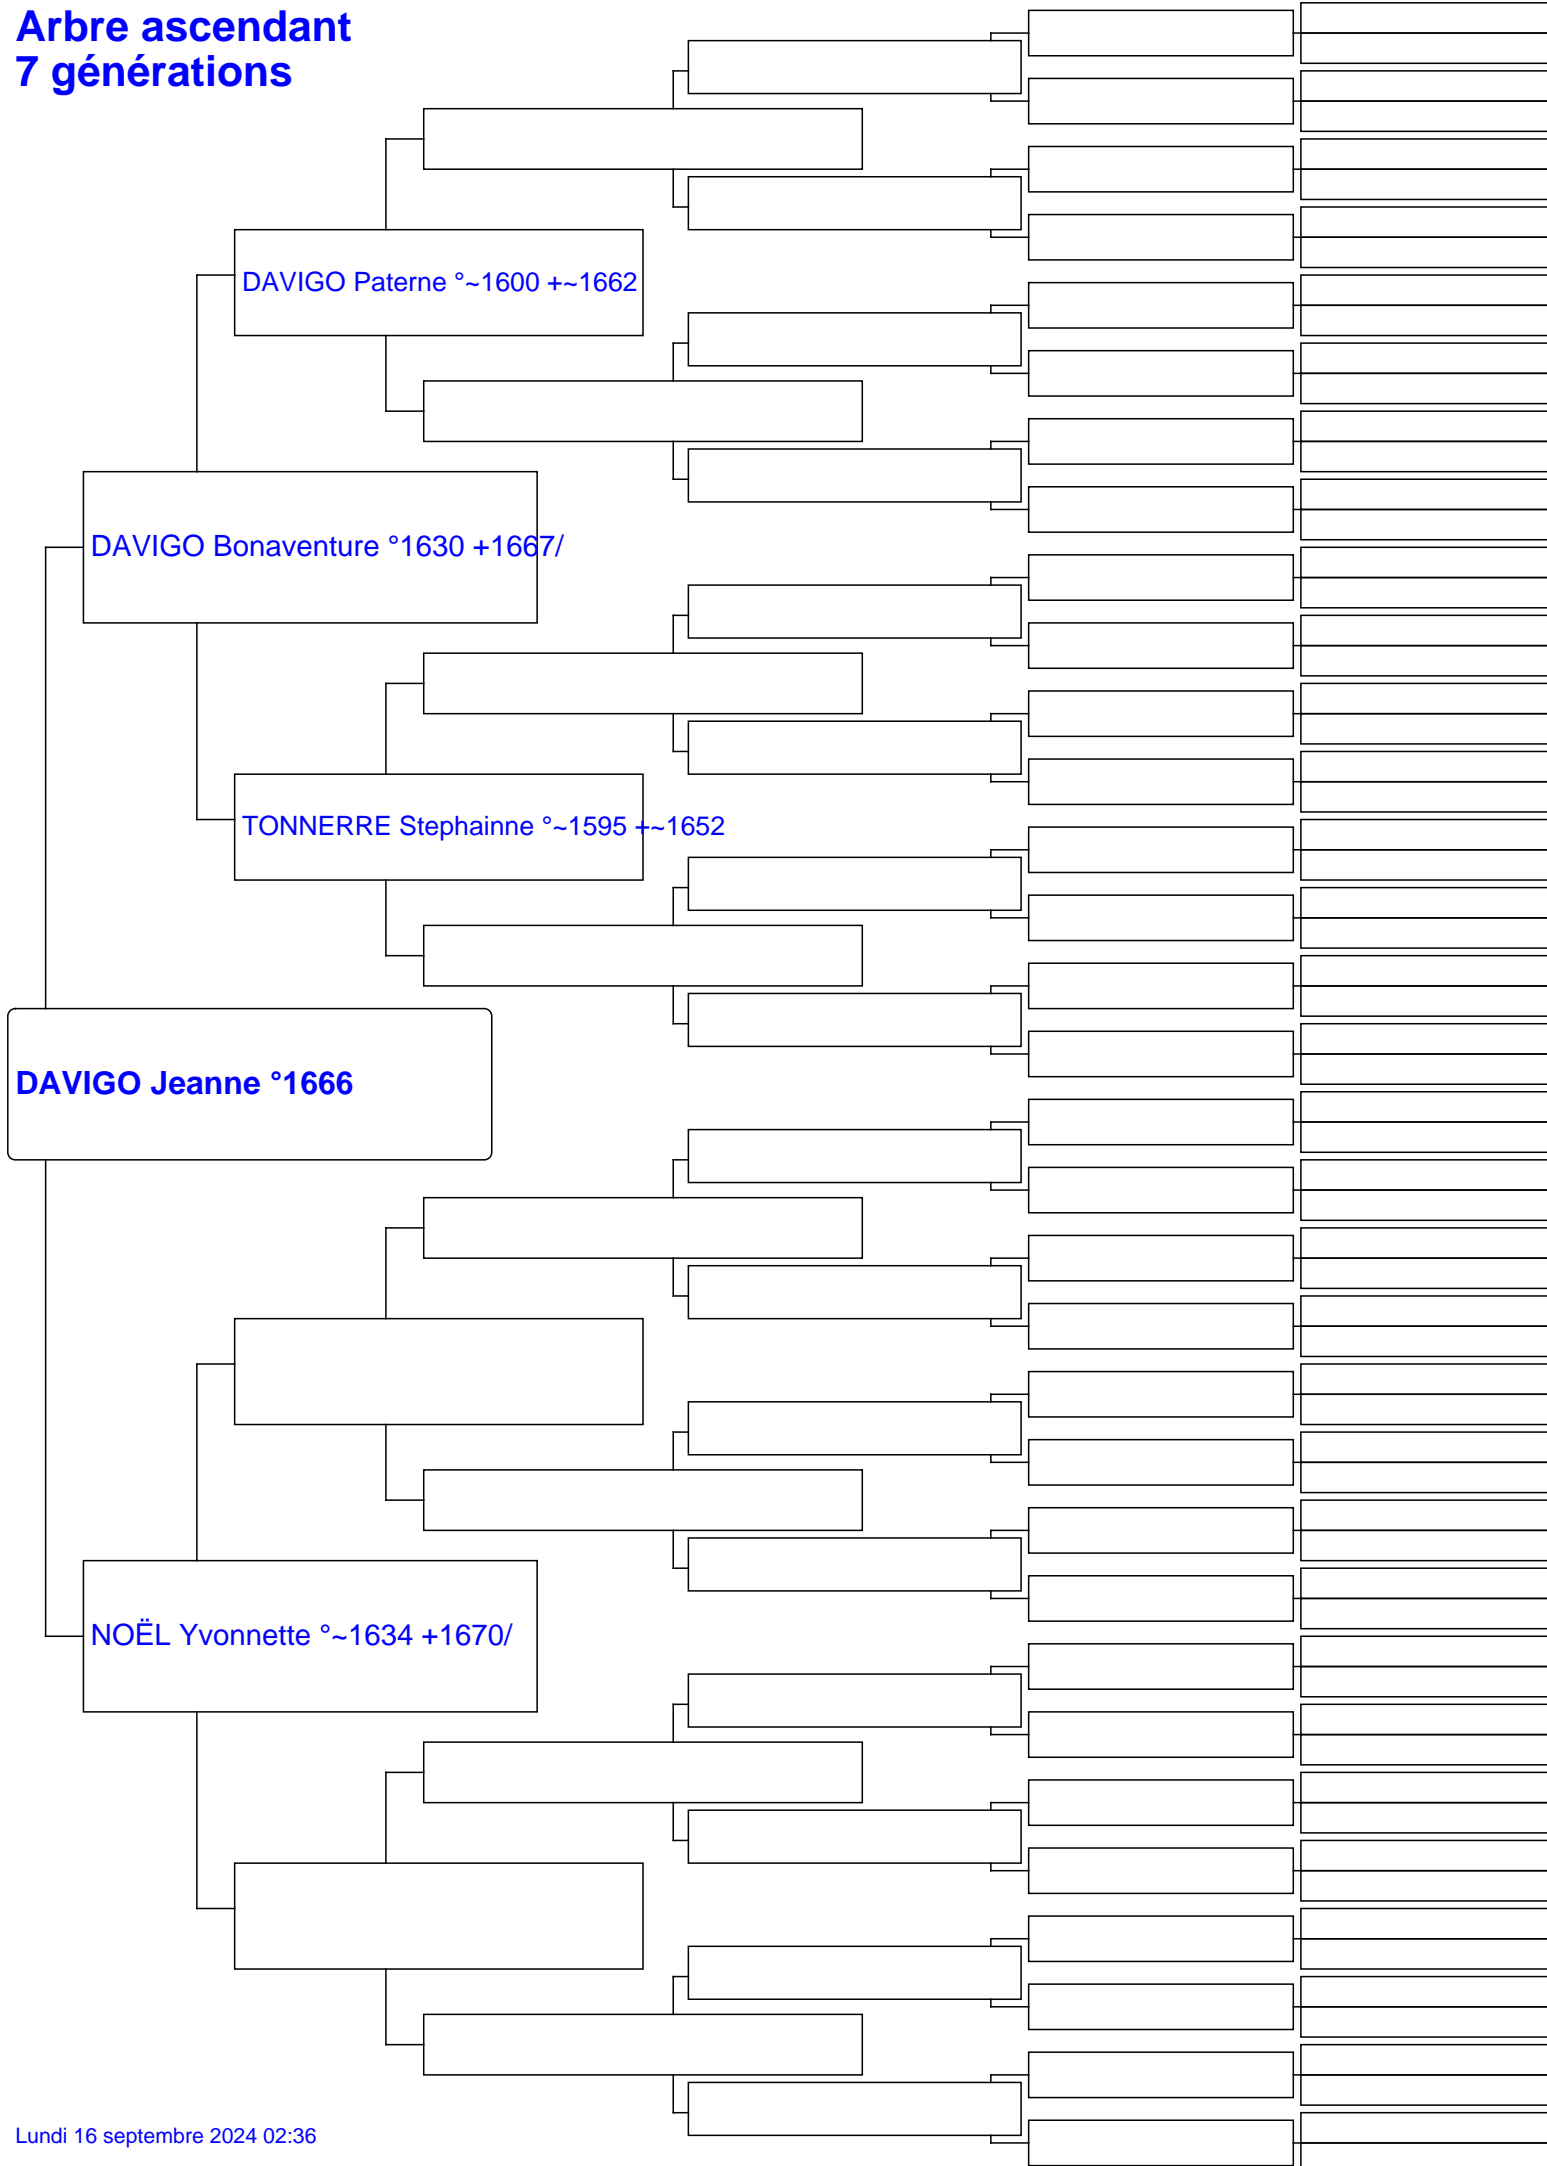 Arbre ascendant
7 générations
DAVIGO Paterne °~1600 +~1662
DAVIGO Bonaventure °1630 +1667/
TONNERRE Stephainne °~1595 +~1652
DAVIGO Jeanne °1666
NOËL Yvonnette °~1634 +1670/
Lundi 16 septembre 2024 02:36